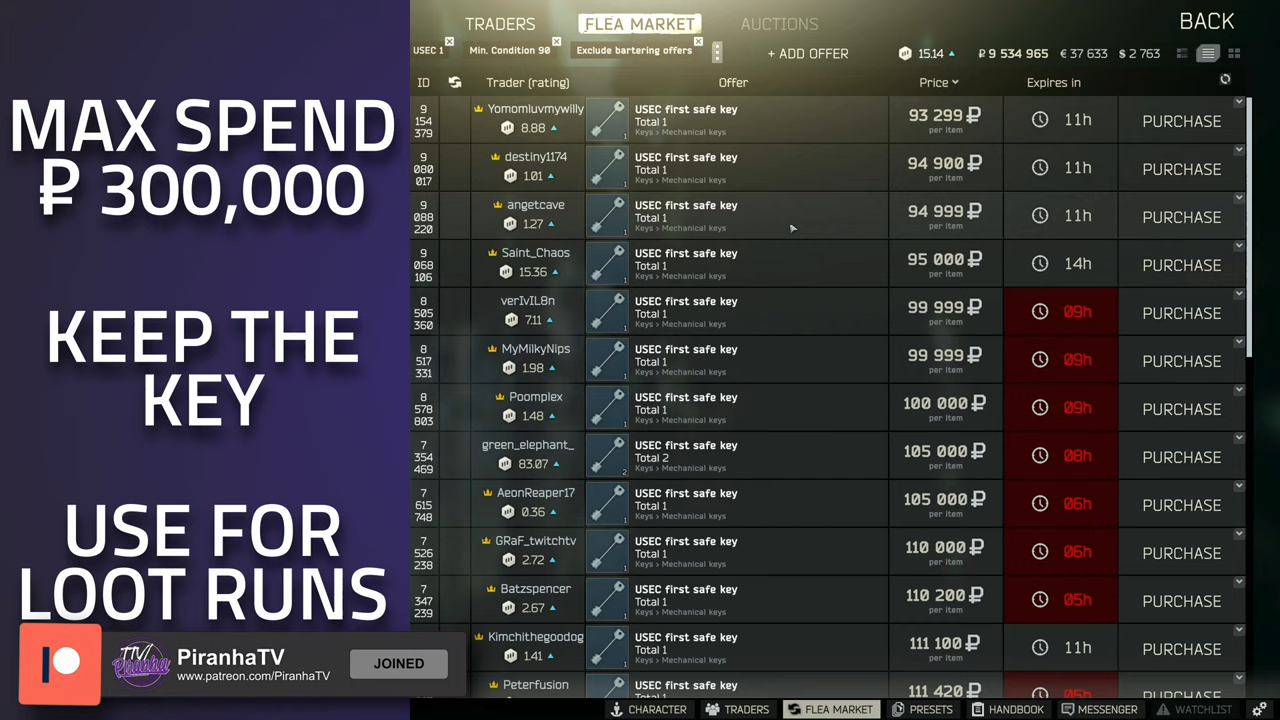 MAX SPEND
₽ 300,000
KEEP THE
KEY
USE FOR
LOOT RUNS
PiranhaTV
www.patreon.com/PiranhaTV
JOINED
TTV
Piranha
TRADERS FLEA MARKET AUCTIONS BACK
USEC 1 Min. Condition 90 Exclude bartering offers + ADD OFFER 15.14 ₽ 9 534 965 € 37 633 $ 2 763
ID Trader (rating) Offer Price Expires in
9 154 379 Yomomluvmywilly 8.88 1 USEC first safe key Total 1 Keys > Mechanical keys 93 299 ₽ per item 11h PURCHASE
9 080 017 destiny1174 1.01 1 USEC first safe key Total 1 Keys > Mechanical keys 94 900 ₽ per item 11h PURCHASE
9 088 220 angetcave 1.27 1 USEC first safe key Total 1 Keys > Mechanical keys 94 999 ₽ per item 11h PURCHASE
9 068 106 Saint_Chaos 15.36 1 USEC first safe key Total 1 Keys > Mechanical keys 95 000 ₽ per item 14h PURCHASE
8 505 360 verIvIL8n 7.11 1 USEC first safe key Total 1 Keys > Mechanical keys 99 999 ₽ per item 09h PURCHASE
8 517 331 MyMilkyNips 1.98 1 USEC first safe key Total 1 Keys > Mechanical keys 99 999 ₽ per item 09h PURCHASE
8 578 803 Poomplex 1.48 1 USEC first safe key Total 1 Keys > Mechanical keys 100 000 ₽ per item 09h PURCHASE
7 354 469 green_elephant_ 83.07 2 USEC first safe key Total 2 Keys > Mechanical keys 105 000 ₽ per item 08h PURCHASE
7 615 748 AeonReaper17 0.36 1 USEC first safe key Total 1 Keys > Mechanical keys 105 000 ₽ per item 06h PURCHASE
7 526 238 GRaF_twitchtv 2.72 1 USEC first safe key Total 1 Keys > Mechanical keys 110 000 ₽ per item 06h PURCHASE
7 347 239 Batzspencer 2.67 1 USEC first safe key Total 1 Keys > Mechanical keys 110 200 ₽ per item 05h PURCHASE
Kimchithegoodog 1.41 1 USEC first safe key Total 1 Keys > Mechanical keys 111 100 ₽ per item 11h PURCHASE
Peterfusion USEC first safe key 111 420 ₽ 05h
CHARACTER TRADERS FLEA MARKET PRESETS HANDBOOK MESSENGER WATCHLIST